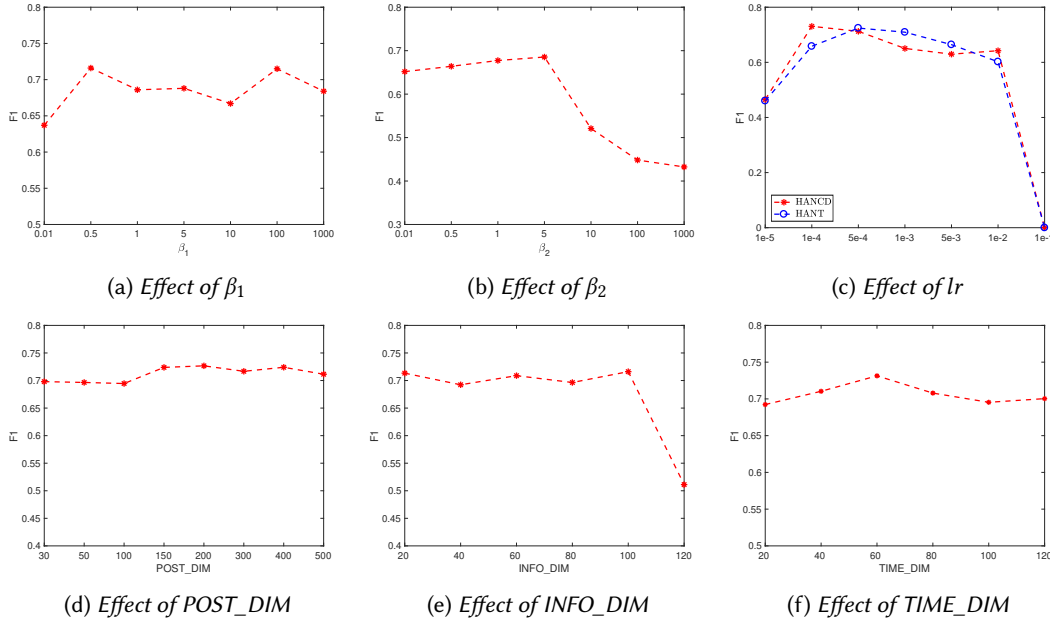 0.8
0.75
0.7
0.65
0.6
0.55
0.5
F1
0.01 0.5 1 5 10 100 1000
β1
(a) Effect of β1
0.8
0.7
0.6
0.5
0.4
0.3
F1
0.01 0.5 1 5 10 100 1000
β2
(b) Effect of β2
0.8
0.6
0.4
0.2
0
F1
HANCD
HANT
1e-5 1e-4 5e-4 1e-3 5e-3 1e-2 1e-1
(c) Effect of lr
0.8
0.75
0.7
0.65
0.6
0.55
0.5
0.45
0.4
F1
30 50 100 150 200 300 400 500
POST_DIM
(d) Effect of POST_DIM
0.8
0.75
0.7
0.65
0.6
0.55
0.5
0.45
0.4
F1
20 40 60 80 100 120
INFO_DIM
(e) Effect of INFO_DIM
0.8
0.75
0.7
0.65
0.6
0.55
0.5
F1
20 40 60 80 100 120
TIME_DIM
(f) Effect of TIME_DIM